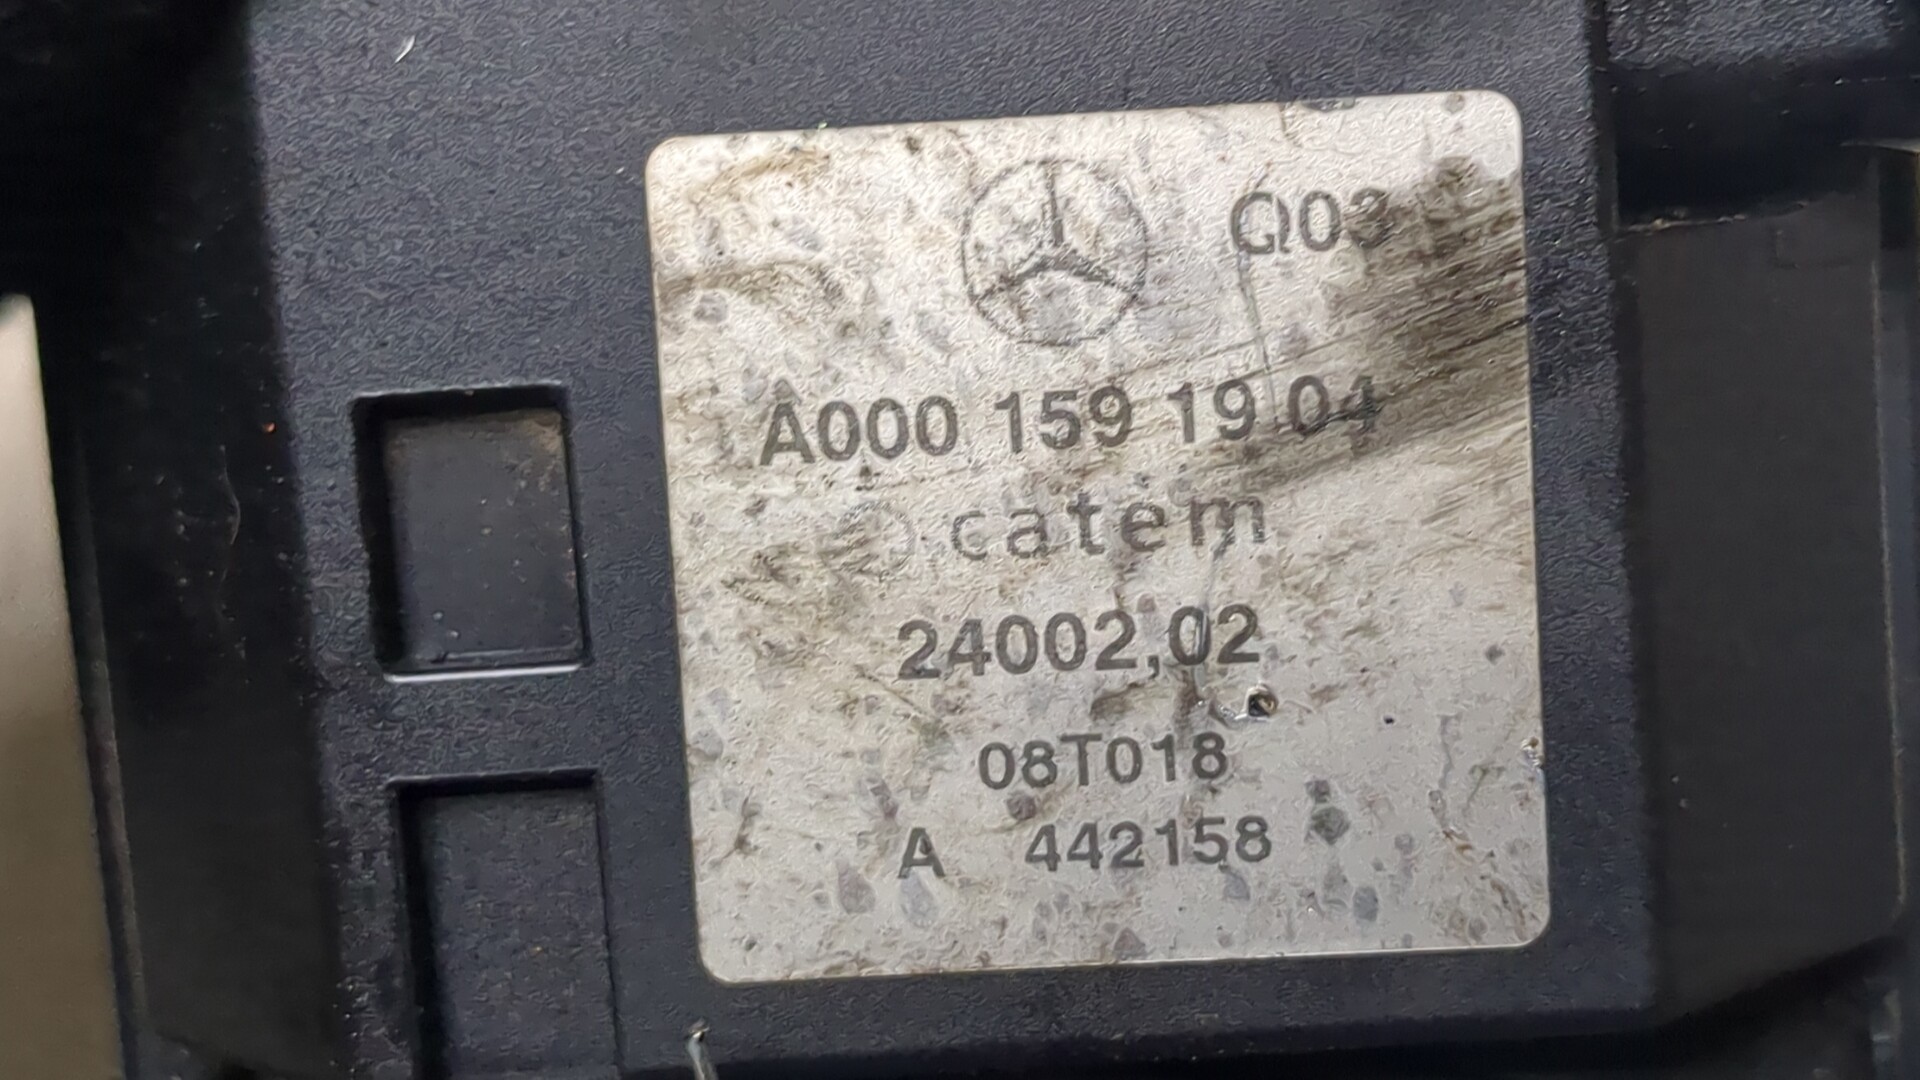 Q03
A000 159 19 04
catem
24002,02
08T018
A 442158